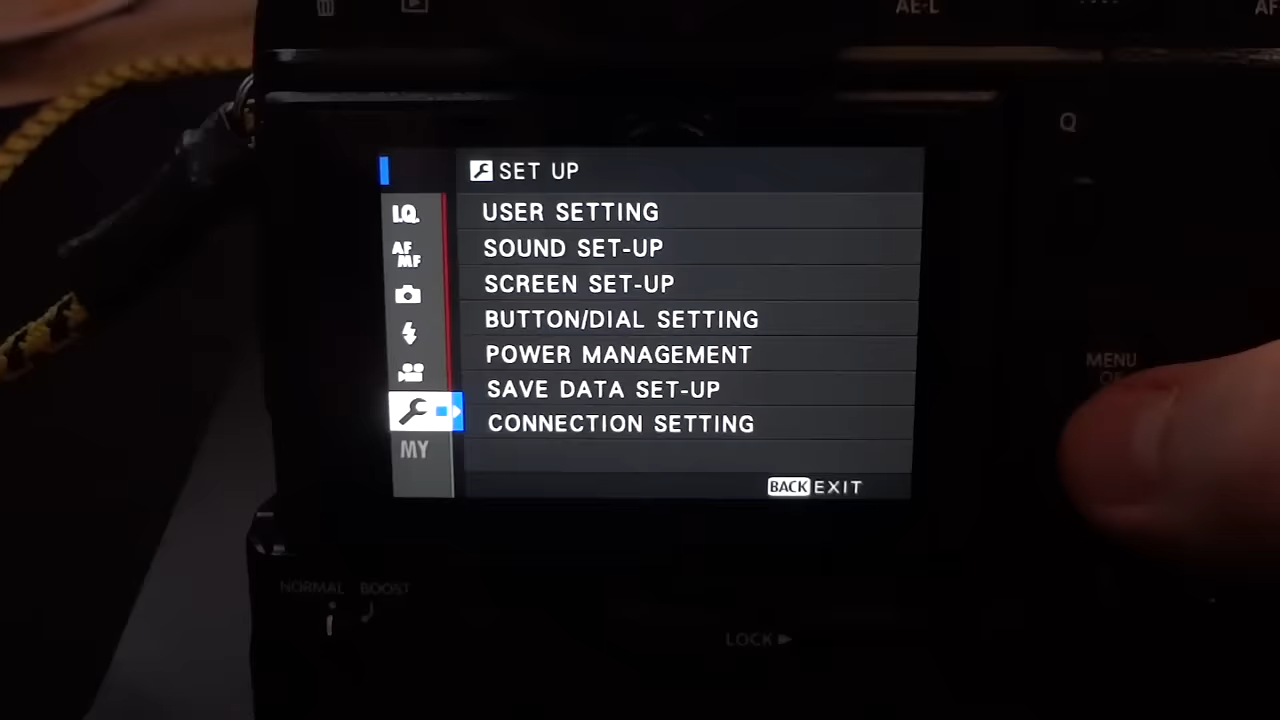 AE-L
AF
Q
SET UP
I.Q.
USER SETTING
AF
MF
SOUND SET-UP
SCREEN SET-UP
BUTTON/DIAL SETTING
POWER MANAGEMENT
SAVE DATA SET-UP
CONNECTION SETTING
MY
BACK EXIT
MENU
NORMAL BOOST
LOCK